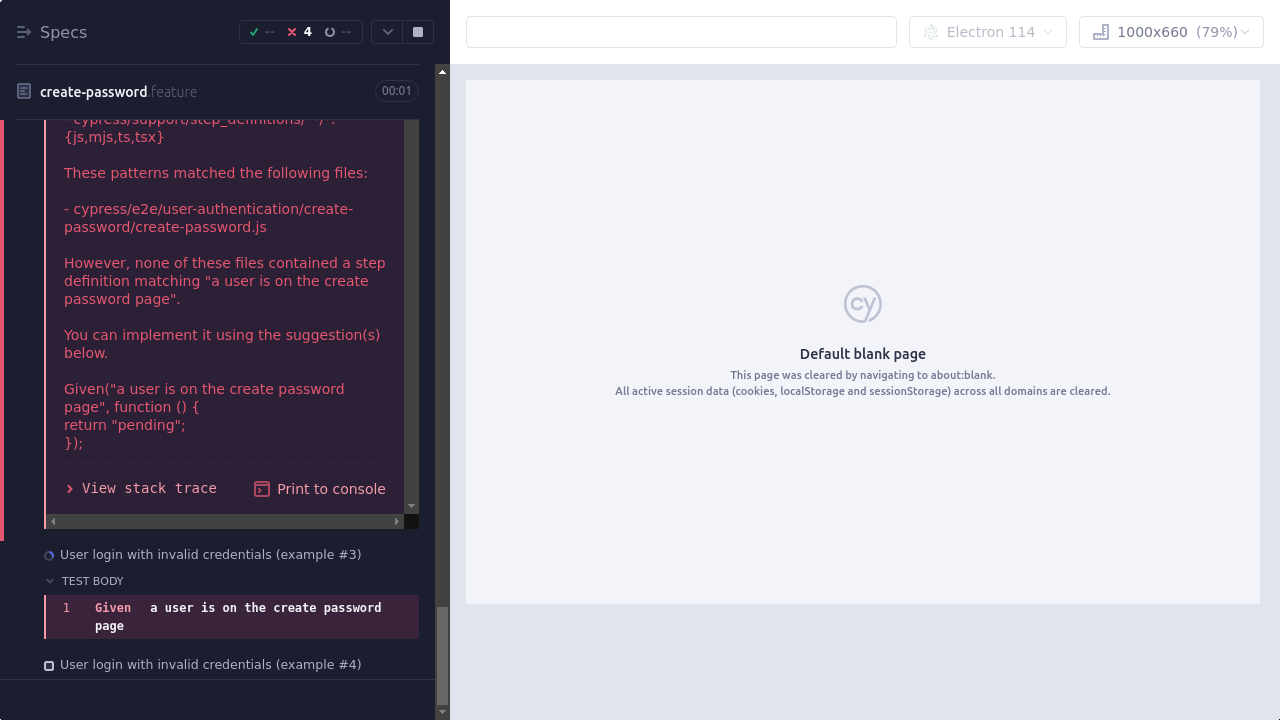 Specs
--
4
--
create-password.feature
00:01
- cypress/support/step_definitions/**/*.
{js,mjs,ts,tsx}
These patterns matched the following files:
- cypress/e2e/user-authentication/create-
password/create-password.js
However, none of these files contained a step
definition matching "a user is on the create
password page".
You can implement it using the suggestion(s)
below.
Given("a user is on the create password
page", function () {
return "pending";
});
View stack trace
Print to console
User login with invalid credentials (example #3)
TEST BODY
1 Given a user is on the create password
page
User login with invalid credentials (example #4)
Electron 114
1000x660 (79%)
cy
Default blank page
This page was cleared by navigating to about:blank.
All active session data (cookies, localStorage and sessionStorage) across all domains are cleared.